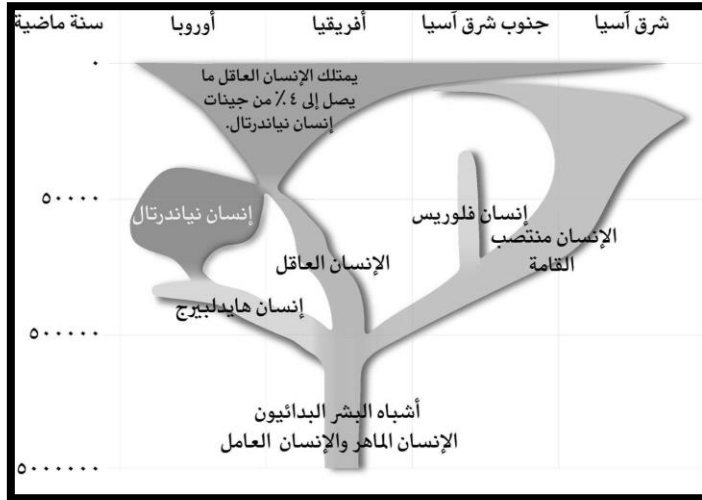 شرق آسيا
جنوب شرق آسيا
أفريقيا
أوروبا
سنة ماضية
٠
يمتلك الإنسان العاقل ما
يصل إلى ٤٪ من جينات
إنسان نياندرتال.
٥٠٠٠٠
إنسان نياندرتال
إنسان فلوريس
الإنسان منتصب
القامة
الإنسان العاقل
إنسان هايدلبيرج
٥٠٠٠٠٠
أشباه البشر البدائيون
الإنسان الماهر والإنسان العامل
٥٠٠٠٠٠٠